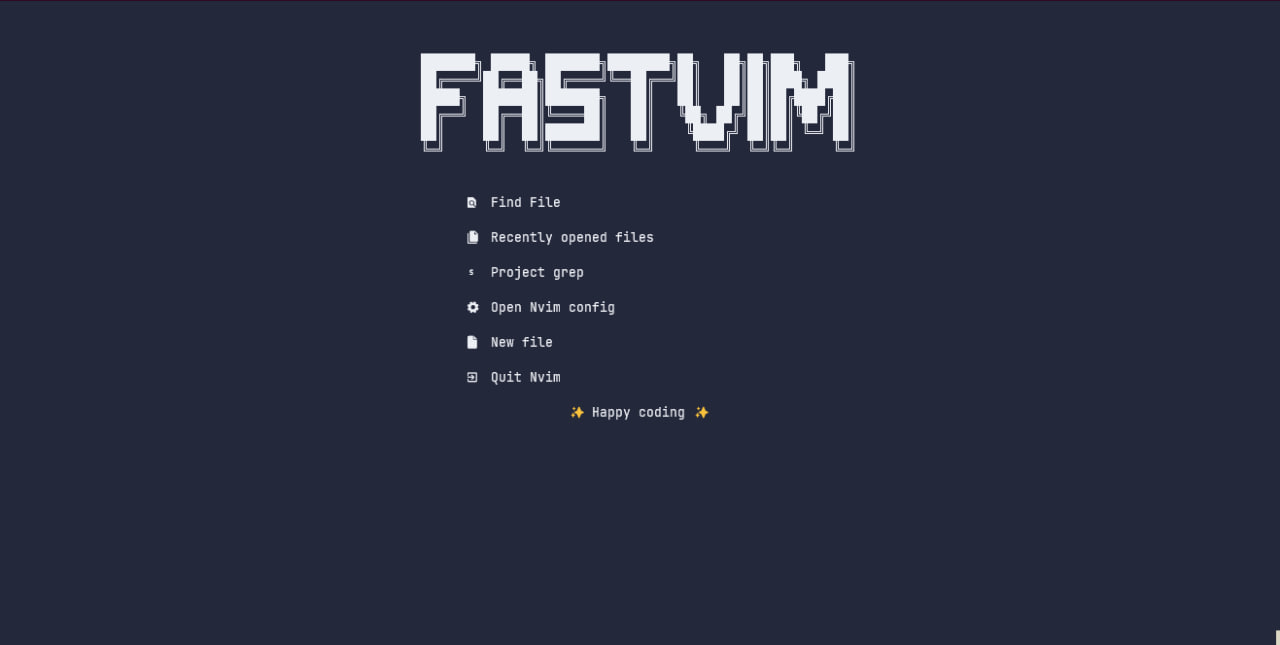 FASTVIM
Find File
Recently opened files
Project grep
Open Nvim config
New file
Quit Nvim
✨ Happy coding ✨